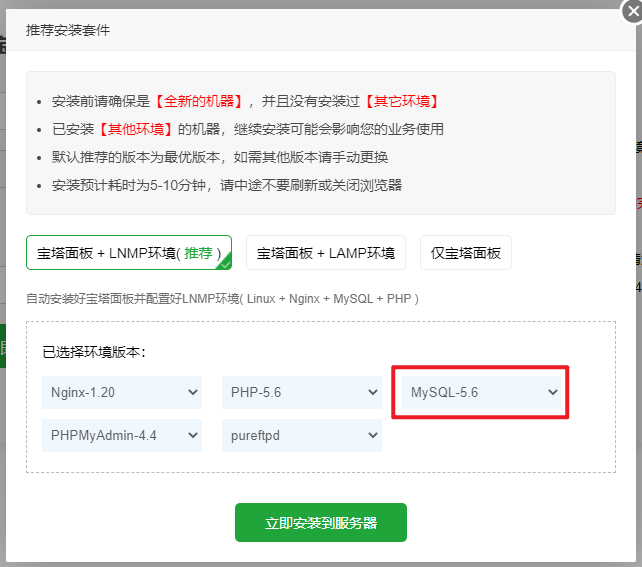 推荐安装套件
安装前请确保是【全新的机器】，并且没有安装过【其它环境】
已安装【其他环境】的机器，继续安装可能会影响您的业务使用
默认推荐的版本为最优版本，如需其他版本请手动更换
安装预计耗时为5-10分钟，请中途不要刷新或关闭浏览器
宝塔面板 + LNMP环境( 推荐 ) 宝塔面板 + LAMP环境 仅宝塔面板
自动安装好宝塔面板并配置好LNMP环境( Linux + Nginx + MySQL + PHP )
已选择环境版本：
Nginx-1.20 PHP-5.6 MySQL-5.6
PHPMyAdmin-4.4 pureftpd
立即安装到服务器